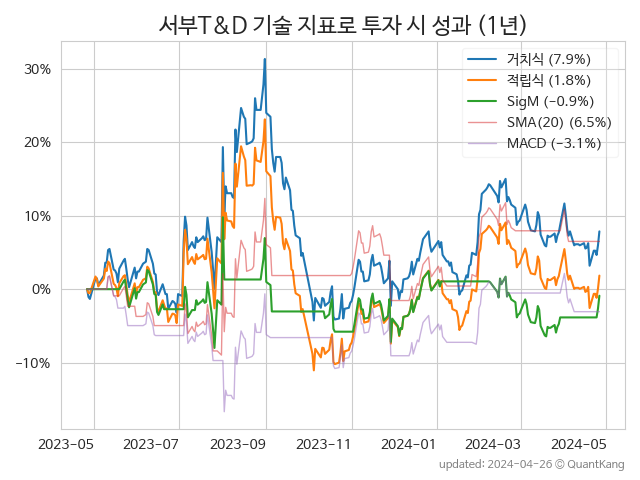 서부T&D 기술 지표로 투자 시 성과 (1년)
거치식 (7.9%)
적립식 (1.8%)
SigM (−0.9%)
SMA(20) (6.5%)
MACD (−3.1%)
30%
20%
10%
0%
−10%
2023-05 2023-07 2023-09 2023-11 2024-01 2024-03 2024-05
updated: 2024-04-26 © QuantKang